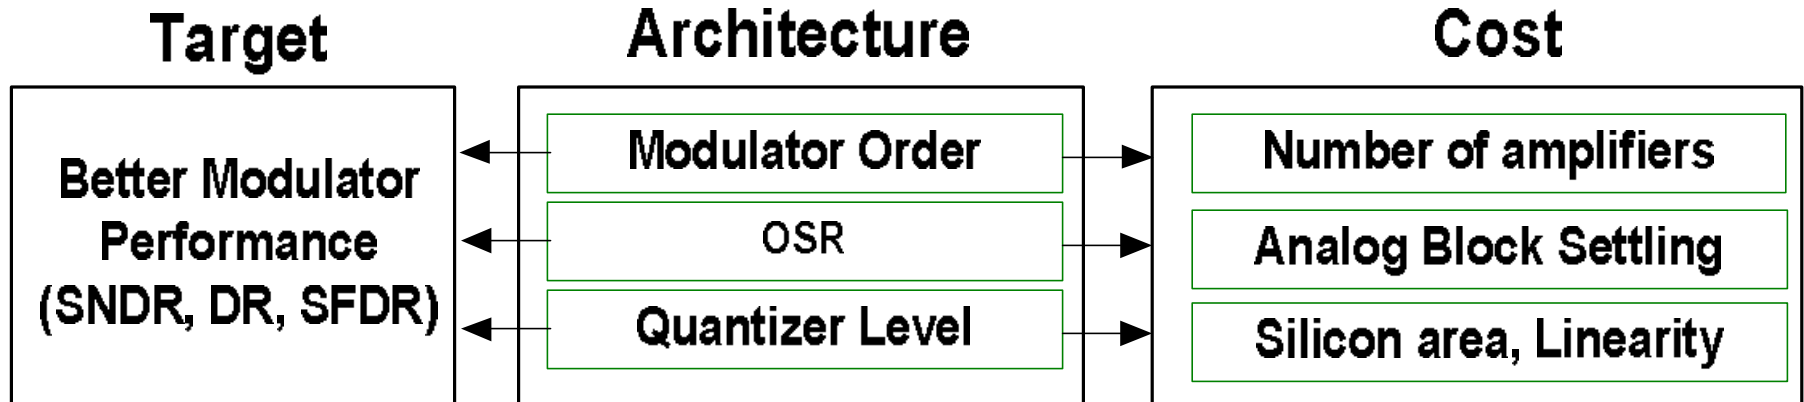 Target
Architecture
Cost
Better Modulator
Performance
(SNDR, DR, SFDR)
Modulator Order
OSR
Quantizer Level
Number of amplifiers
Analog Block Settling
Silicon area, Linearity